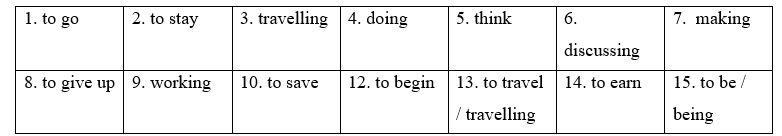 1. to go 2. to stay 3. travelling 4. doing 5. think 6. discussing 7. making
8. to give up 9. working 10. to save 12. to begin 13. to travel / travelling 14. to earn 15. to be / being